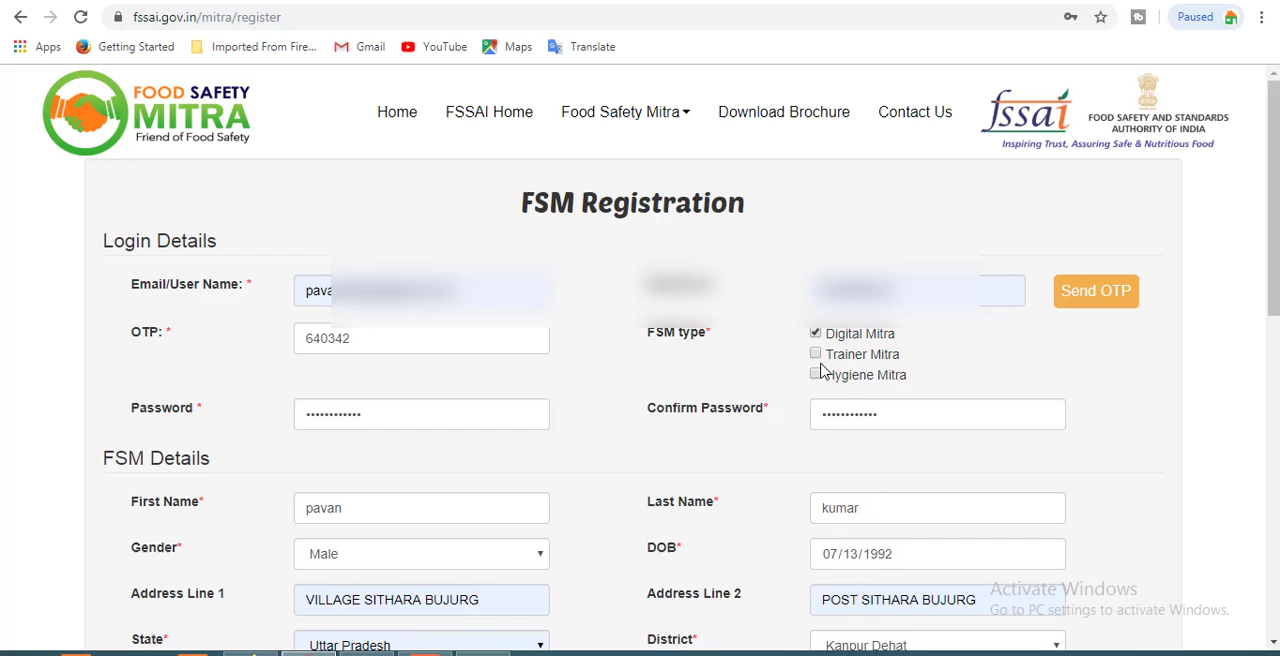 fssai.gov.in/mitra/register
Paused
Apps Getting Started Imported From Fire... Gmail YouTube Maps Translate
FOOD SAFETY
MITRA
Friend of Food Safety
Home FSSAI Home Food Safety Mitra Download Brochure Contact Us
fssai
FOOD SAFETY AND STANDARDS
AUTHORITY OF INDIA
Inspiring Trust, Assuring Safe & Nutritious Food
FSM Registration
Login Details
Email/User Name: * pava Send OTP
OTP: * 640342 FSM type* Digital Mitra
Trainer Mitra
Hygiene Mitra
Password * •••••••••••• Confirm Password* ••••••••••••
FSM Details
First Name* pavan Last Name* kumar
Gender* Male DOB* 07/13/1992
Address Line 1 VILLAGE SITHARA BUJURG Address Line 2 POST SITHARA BUJURG
State* Uttar Pradesh District* Kanpur Dehat
Activate Windows
Go to PC settings to activate Windows.